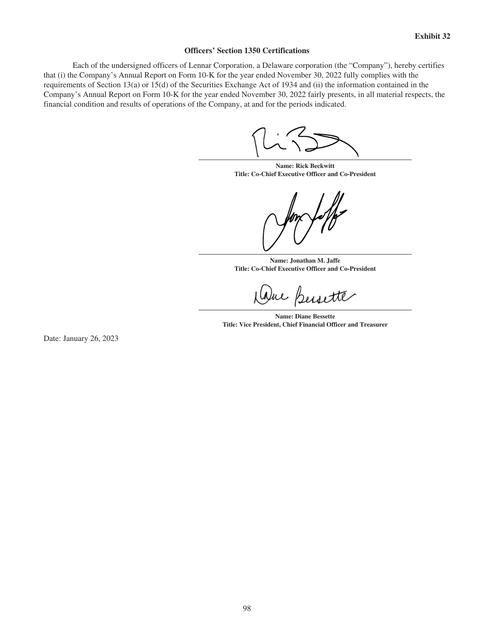 Exhibit 32
Officers' Section 1350 Certifications
Each of the undersigned officers of Lennar Corporation, a Delaware corporation (the “Company”), hereby certifies
that (i) the Company's Annual Report on Form 10-K for the year ended November 30, 2022 fully complies with the
requirements of Section 13(a) or 15(d) of the Securities Exchange Act of 1934 and (ii) the information contained in the
Company's Annual Report on Form 10-K for the year ended November 30, 2022 fairly presents, in all material respects, the
financial condition and results of operations of the Company, at and for the periods indicated.
Name: Rick Beckwitt
Title: Co-Chief Executive Officer and Co-President
Name: Jonathan M. Jaffe
Title: Co-Chief Executive Officer and Co-President
Diane Bessette
Name: Diane Bessette
Title: Vice President, Chief Financial Officer and Treasurer
Date: January 26, 2023
98